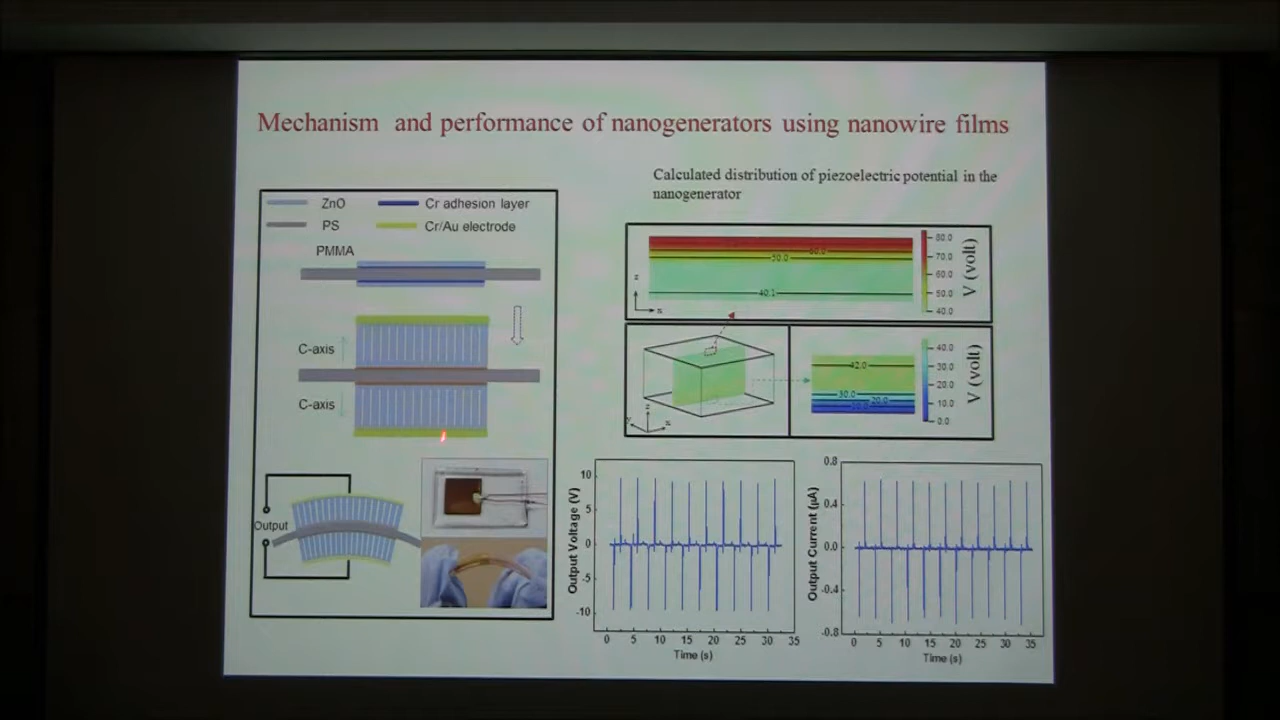 Mechanism and performance of nanogenerators using nanowire films
Calculated distribution of piezoelectric potential in the
nanogenerator
ZnO
Cr adhesion layer
PS
Cr/Au electrode
PMMA
C-axis
C-axis
Output
50.0
40.1
z
x
80.0
70.0
60.0
50.0
40.0
V (volt)
z
y
x
42.0
30.0
20.0
10.0
40.0
30.0
20.0
10.0
0.0
V (volt)
Output Voltage (V)
10
5
0
-5
-10
0 5 10 15 20 25 30 35
Time (s)
Output Current (µA)
0.8
0.4
0.0
-0.4
-0.8
0 5 10 15 20 25 30 35
Time (s)